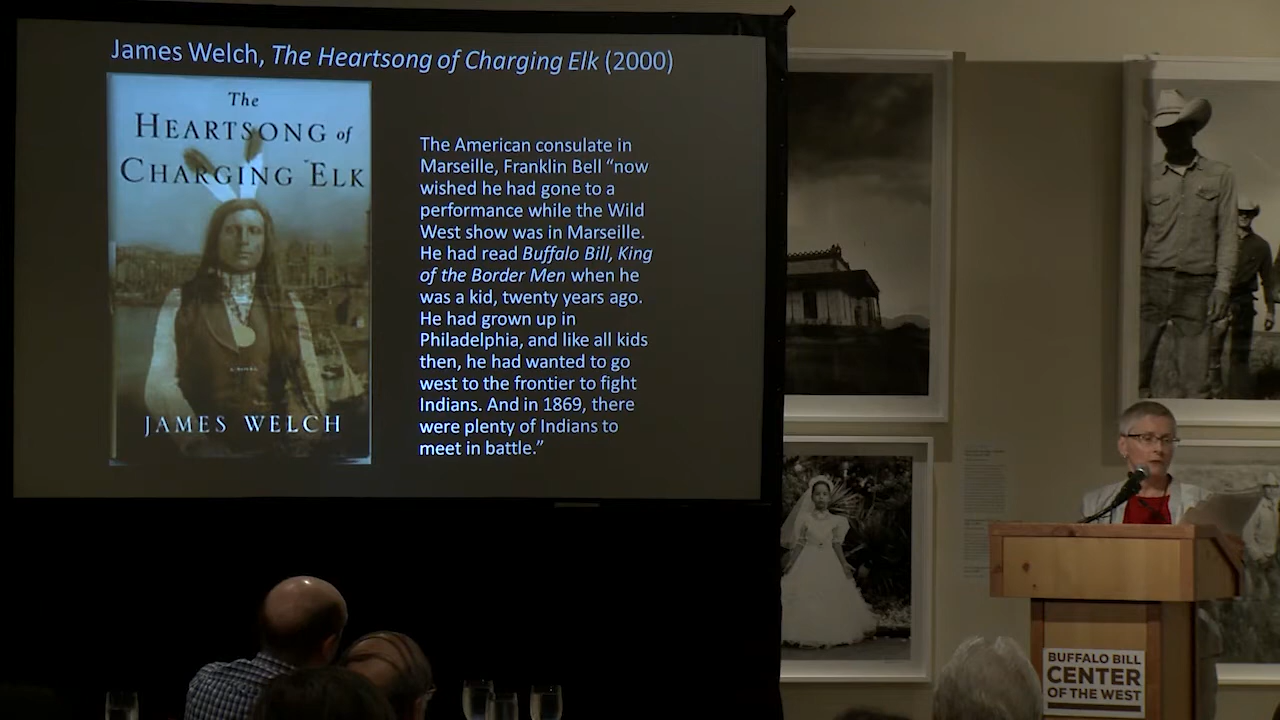 James Welch, The Heartsong of Charging Elk (2000)
The
HEARTSONG of
CHARGING ELK
A NOVEL
JAMES WELCH
The American consulate in
Marseille, Franklin Bell “now
wished he had gone to a
performance while the Wild
West show was in Marseille.
He had read Buffalo Bill, King
of the Border Men when he
was a kid, twenty years ago.
He had grown up in
Philadelphia, and like all kids
then, he had wanted to go
west to the frontier to fight
Indians. And in 1869, there
were plenty of Indians to
meet in battle.”
BUFFALO BILL
CENTER
OF THE WEST